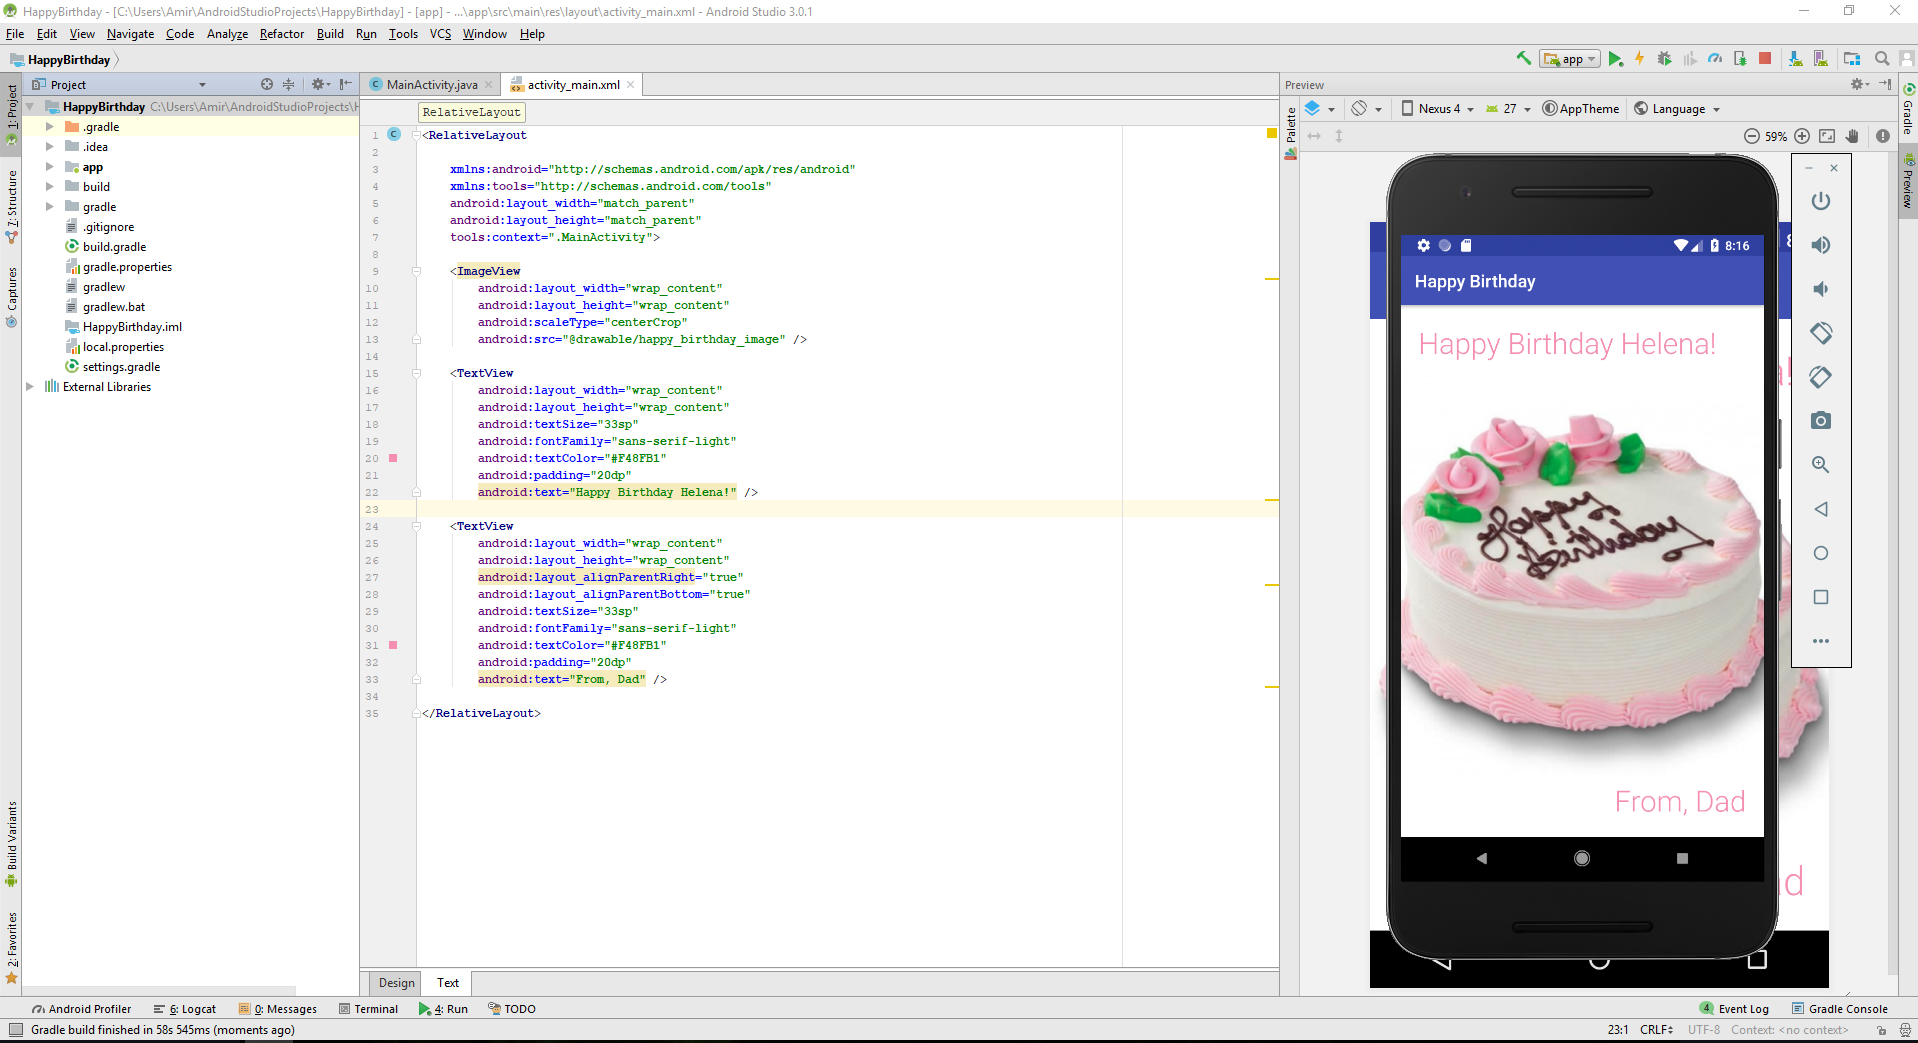 HappyBirthday - [C:\Users\Amir\AndroidStudioProjects\HappyBirthday] - [app] - ...\app\src\main\res\layout\activity_main.xml - Android Studio 3.0.1
File Edit View Navigate Code Analyze Refactor Build Run Tools VCS Window Help
HappyBirthday
app
Project
MainActivity.java
activity_main.xml
Preview
1: Project
7: Structure
Captures
Build Variants
2: Favorites
HappyBirthday C:\Users\Amir\AndroidStudioProjects\H
.gradle
.idea
app
build
gradle
.gitignore
build.gradle
gradle.properties
gradlew
gradlew.bat
HappyBirthday.iml
local.properties
settings.gradle
External Libraries
RelativeLayout
1 <RelativeLayout
2
3 xmlns:android="http://schemas.android.com/apk/res/android"
4 xmlns:tools="http://schemas.android.com/tools"
5 android:layout_width="match_parent"
6 android:layout_height="match_parent"
7 tools:context=".MainActivity">
8
9 <ImageView
10 android:layout_width="wrap_content"
11 android:layout_height="wrap_content"
12 android:scaleType="centerCrop"
13 android:src="@drawable/happy_birthday_image" />
14
15 <TextView
16 android:layout_width="wrap_content"
17 android:layout_height="wrap_content"
18 android:textSize="33sp"
19 android:fontFamily="sans-serif-light"
20 android:textColor="#F48FB1"
21 android:padding="20dp"
22 android:text="Happy Birthday Helena!" />
23
24 <TextView
25 android:layout_width="wrap_content"
26 android:layout_height="wrap_content"
27 android:layout_alignParentRight="true"
28 android:layout_alignParentBottom="true"
29 android:textSize="33sp"
30 android:fontFamily="sans-serif-light"
31 android:textColor="#F48FB1"
32 android:padding="20dp"
33 android:text="From, Dad" />
34
35 </RelativeLayout>
Design Text
Palette
Nexus 4 27 AppTheme Language
59%
8:16
Happy Birthday
Happy Birthday Helena!
a!
Happy
Birthday
From, Dad
d
Gradle
Preview
Android Profiler 6: Logcat 0: Messages Terminal 4: Run TODO
4 Event Log Gradle Console
Gradle build finished in 58s 545ms (moments ago)
23:1 CRLF UTF-8 Context: <no context>